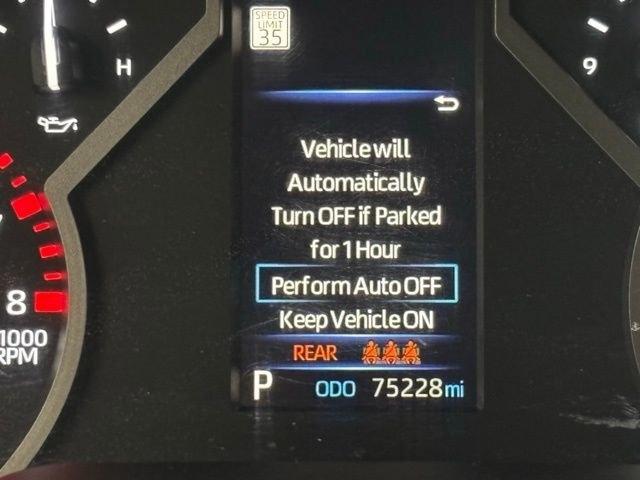 SPEED
LIMIT
35
H
9
Vehicle will
Automatically
Turn OFF if Parked
for 1 Hour
Perform Auto OFF
Keep Vehicle ON
8
1000
RPM
REAR
P ODO 75228 mi